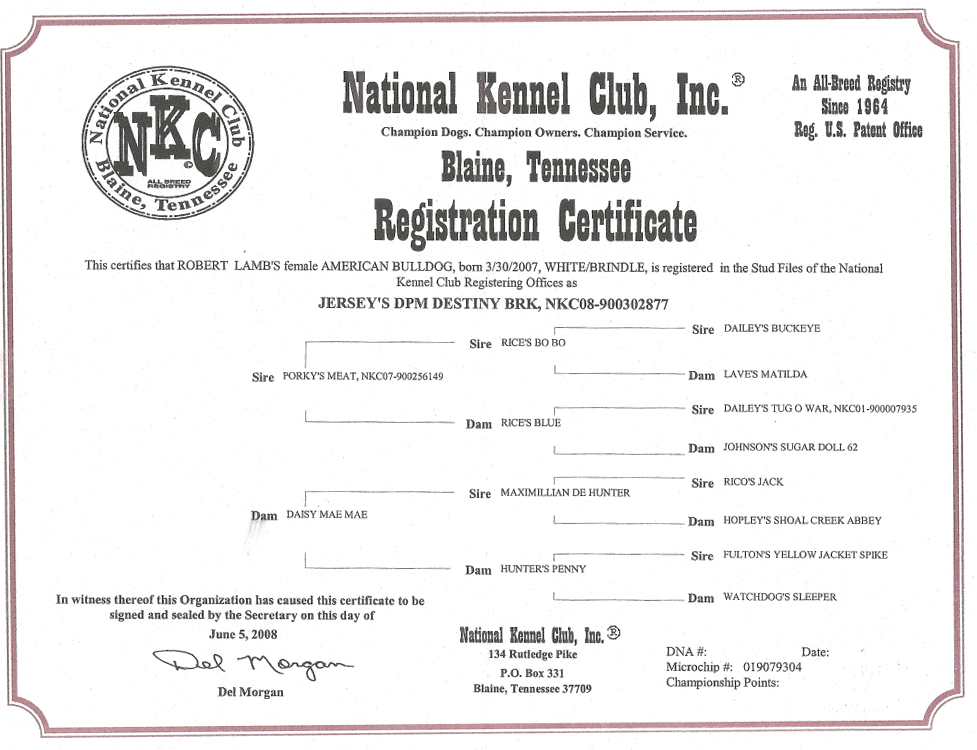 National Kennel Club
NKC
©
ALL BREED
REGISTRY
Blaine, Tennessee
National Kennel Club, Inc.®
Champion Dogs. Champion Owners. Champion Service.
Blaine, Tennessee
Registration Certificate
An All-Breed Registry
Since 1964
Reg. U.S. Patent Office
This certifies that ROBERT LAMB'S female AMERICAN BULLDOG, born 3/30/2007, WHITE/BRINDLE, is registered in the Stud Files of the National
Kennel Club Registering Offices as
JERSEY'S DPM DESTINY BRK, NKC08-900302877
Sire DAILEY'S BUCKEYE
Sire RICE'S BO BO
Dam LAVE'S MATILDA
Sire PORKY'S MEAT, NKC07-900256149
Sire DAILEY'S TUG O WAR, NKC01-900007935
Dam RICE'S BLUE
Dam JOHNSON'S SUGAR DOLL 62
Sire RICO'S JACK
Sire MAXIMILLIAN DE HUNTER
Dam HOPLEY'S SHOAL CREEK ABBEY
Dam DAISY MAE MAE
Sire FULTON'S YELLOW JACKET SPIKE
Dam HUNTER'S PENNY
Dam WATCHDOG'S SLEEPER
In witness thereof this Organization has caused this certificate to be
signed and sealed by the Secretary on this day of
June 5, 2008
Del Morgan
Del Morgan
National Kennel Club, Inc.®
134 Rutledge Pike
P.O. Box 331
Blaine, Tennessee 37709
DNA #: Date:
Microchip #: 019079304
Championship Points: